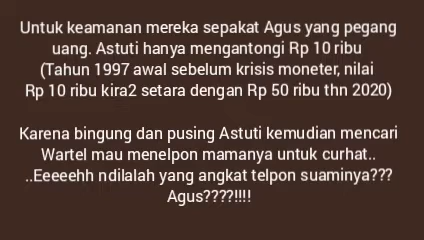 Untuk keamanan mereka sepakat Agus yang pegang
uang. Astuti hanya mengantongi Rp 10 ribu
(Tahun 1997 awal sebelum krisis moneter, nilai
Rp 10 ribu kira2 setara dengan Rp 50 ribu thn 2020)

Karena bingung dan pusing Astuti kemudian mencari
Wartel mau menelpon mamanya untuk curhat..
..Eeeeehh ndilalah yang angkat telpon suaminya???
Agus????!!!!